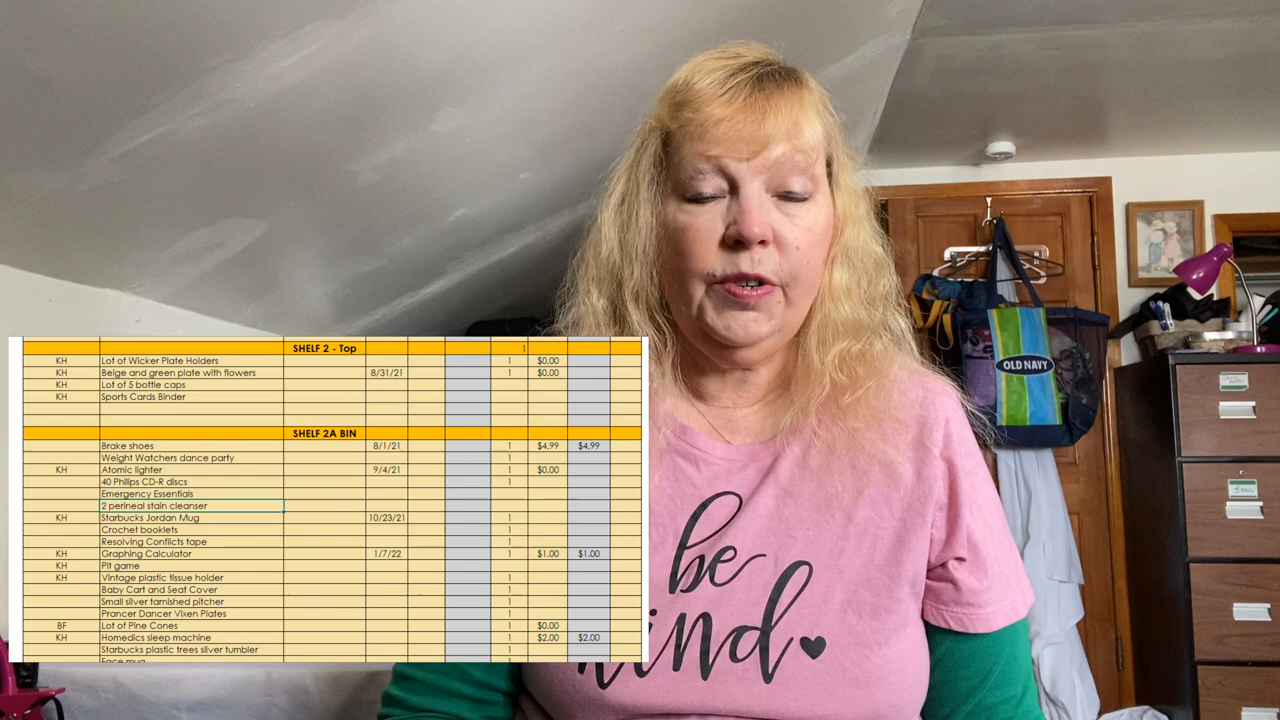 SHELF 2 - Top 1
KH Lot of Wicker Plate Holders 1 $0.00
KH Beige and green plate with flowers 8/31/21 1 $0.00
KH Lot of 5 bottle caps
KH Sports Cards Binder
SHELF 2A BIN
Brake shoes 8/1/21 1 $4.99 $4.99
Weight Watchers dance party 1
KH Atomic lighter 9/4/21 1 $0.00
40 Philips CD-R discs 1
Emergency Essentials
2 perineal stain cleanser
KH Starbucks Jordan Mug 10/23/21 1
Crochet booklets 1
Resolving Conflicts tape 1
KH Graphing Calculator 1/7/22 1 $1.00 $1.00
KH Pit game
KH Vintage plastic tissue holder 1
Baby Cart and Seat Cover 1
Small silver tarnished pitcher 1
Prancer Dancer Vixen Plates 1
BF Lot of Pine Cones 1 $0.00
KH Homedics sleep machine 1 $2.00 $2.00
Starbucks plastic trees silver tumbler 1
Face mug 1
OLD NAVY
be
kind.